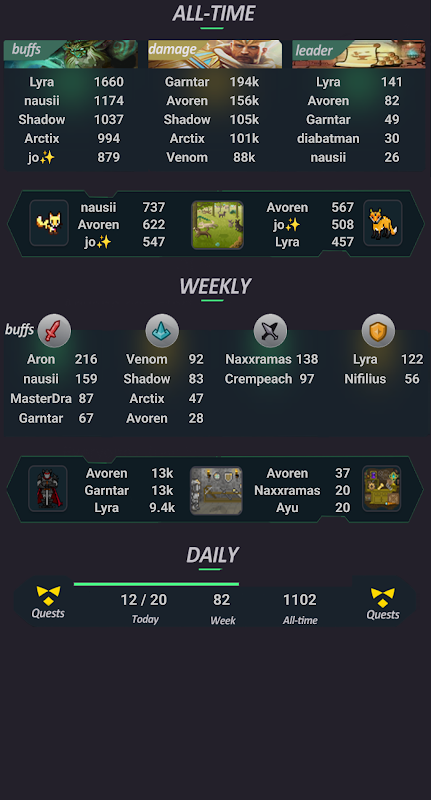 ALL-TIME
buffs
Lyra 1660
nausii 1174
Shadow 1037
Arctix 994
jo✨ 879
damage
Garntar 194k
Avoren 156k
Shadow 105k
Arctix 101k
Venom 88k
leader
Lyra 141
Avoren 82
Garntar 49
diabatman 30
nausii 26
nausii 737
Avoren 622
jo✨ 547
Avoren 567
jo✨ 508
Lyra 457
WEEKLY
buffs
Aron 216
nausii 159
MasterDra 87
Garntar 67
Venom 92
Shadow 83
Arctix 47
Avoren 28
Naxxramas 138
Crempeach 97
Lyra 122
Nifilius 56
Avoren 13k
Garntar 13k
Lyra 9.4k
Avoren 37
Naxxramas 20
Ayu 20
DAILY
Quests
12 / 20
Today
82
Week
1102
All-time
Quests